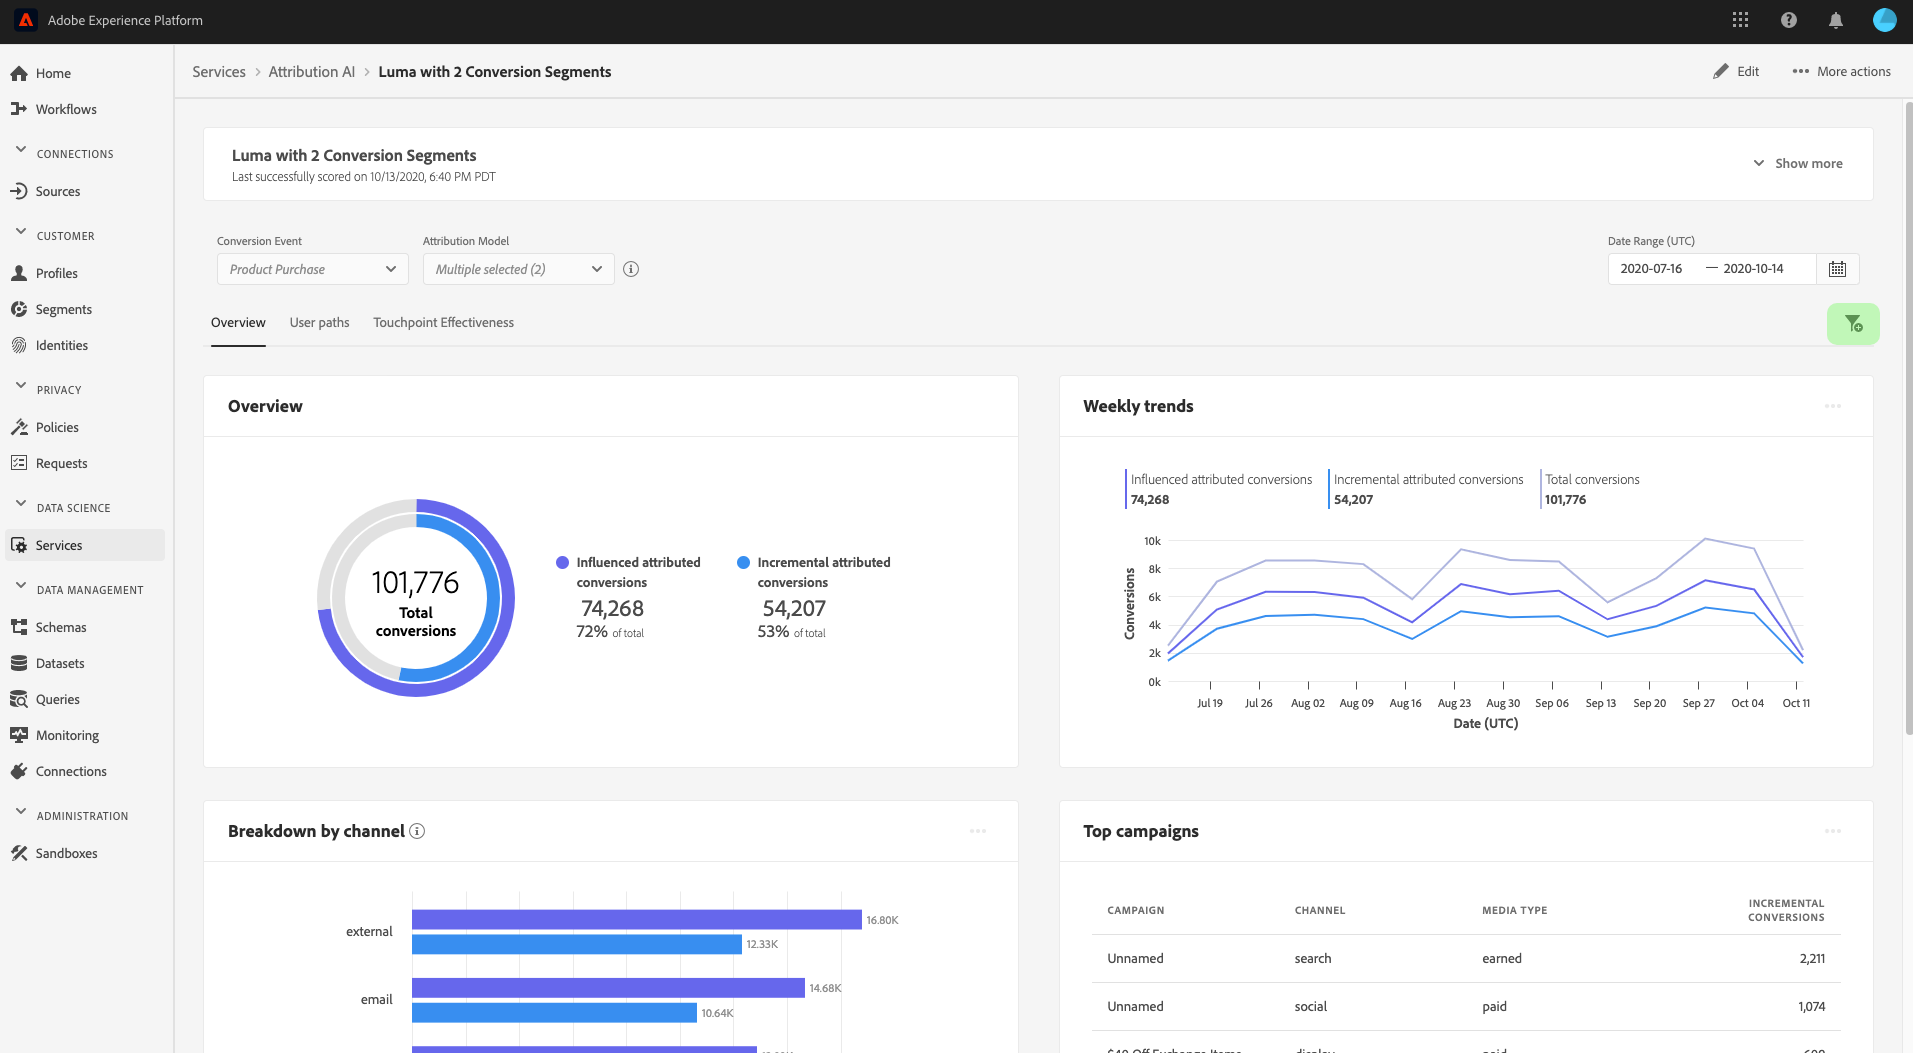 Adobe Experience Platform
Home
Workflows
CONNECTIONS
Sources
CUSTOMER
Profiles
Segments
Identities
PRIVACY
Policies
Requests
DATA SCIENCE
Services
DATA MANAGEMENT
Schemas
Datasets
Queries
Monitoring
Connections
ADMINISTRATION
Sandboxes
Services > Attribution AI > Luma with 2 Conversion Segments
Edit
More actions
Luma with 2 Conversion Segments
Last successfully scored on 10/13/2020, 6:40 PM PDT
Show more
Conversion Event
Product Purchase
Attribution Model
Multiple selected (2)
Date Range (UTC)
2020-07-16 — 2020-10-14
Overview User paths Touchpoint Effectiveness
Overview
101,776
Total
conversions
Influenced attributed
conversions
74,268
72% of total
Incremental attributed
conversions
54,207
53% of total
Weekly trends
Influenced attributed conversions
74,268
Incremental attributed conversions
54,207
Total conversions
101,776
Conversions
10k
8k
6k
4k
2k
0k
Jul 19 Jul 26 Aug 02 Aug 09 Aug 16 Aug 23 Aug 30 Sep 06 Sep 13 Sep 20 Sep 27 Oct 04 Oct 11
Date (UTC)
Breakdown by channel
external
16.80K
12.33K
email
14.68K
10.64K
Top campaigns
CAMPAIGN CHANNEL MEDIA TYPE INCREMENTAL
CONVERSIONS
Unnamed search earned 2,211
Unnamed social paid 1,074